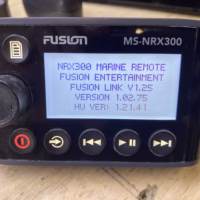 FUSION MS-NRX300
NRX300 MARINE REMOTE
FUSION ENTERTAINMENT
FUSION LINK V1.25
VERSION 1.02.75
HW VER: 1.21.41